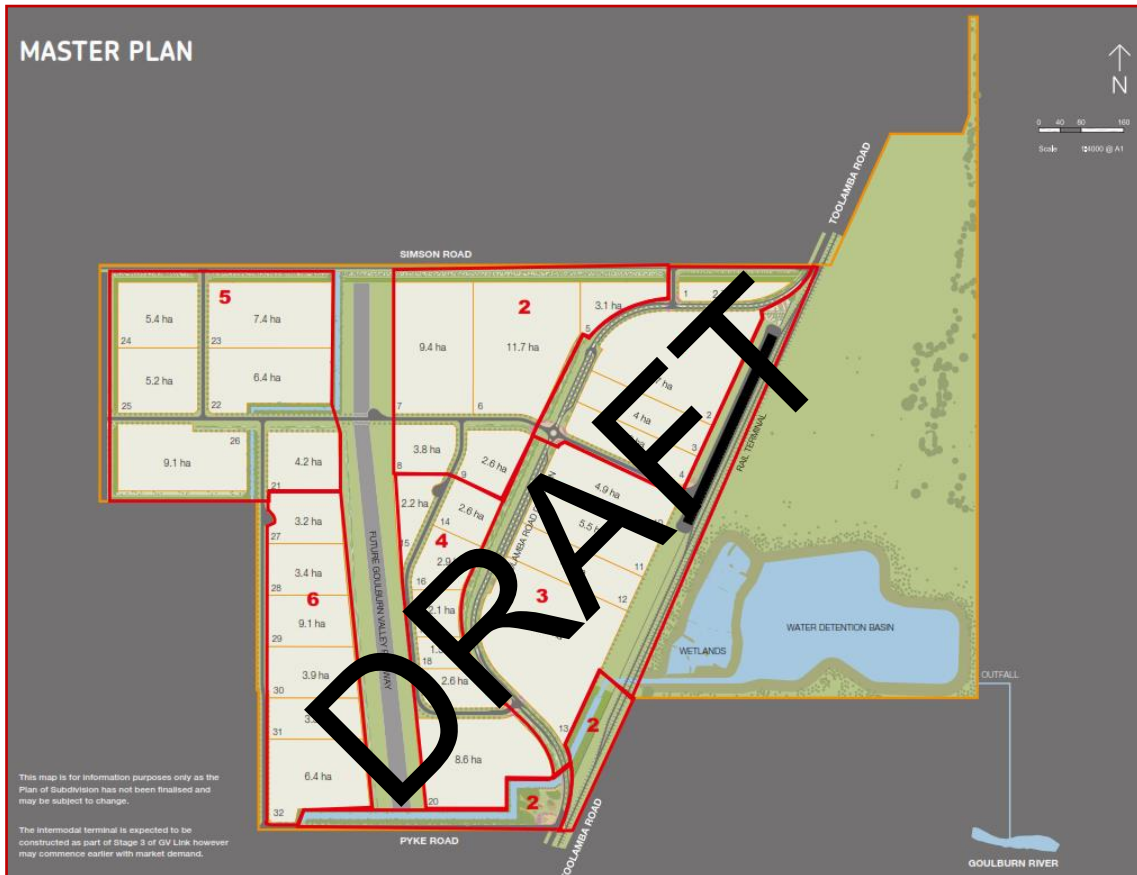 MASTER PLAN
N
0 40 80 160
Scale 1:4000 @ A1
TOOLAMBA ROAD
SIMSON ROAD
5
2
1
3.1 ha
5
5.4 ha
7.4 ha
24
23
9.4 ha
11.7 ha
5.2 ha
6.4 ha
25
22
7
6
4 ha
2
3
4
RAIL TERMINAL
26
9.1 ha
4.2 ha
21
3.8 ha
8
9
2.6 ha
4.9 ha
5.5 ha
2.2 ha
14
2.6 ha
15
4
16
3.2 ha
27
3.4 ha
28
6
9.1 ha
29
3.9 ha
30
31
6.4 ha
32
FUTURE GOULBURN VALLEY
2.1 ha
18
2.6 ha
3
11
12
13
2
8.6 ha
20
2
DRAFT
WETLANDS
WATER DETENTION BASIN
OUTFALL
PYKE ROAD
TOOLAMBA ROAD
GOULBURN RIVER
This map is for information purposes only as the
Plan of Subdivision has not been finalised and
may be subject to change.
The intermodal terminal is expected to be
constructed as part of Stage 3 of GV Link however
may commence earlier with market demand.